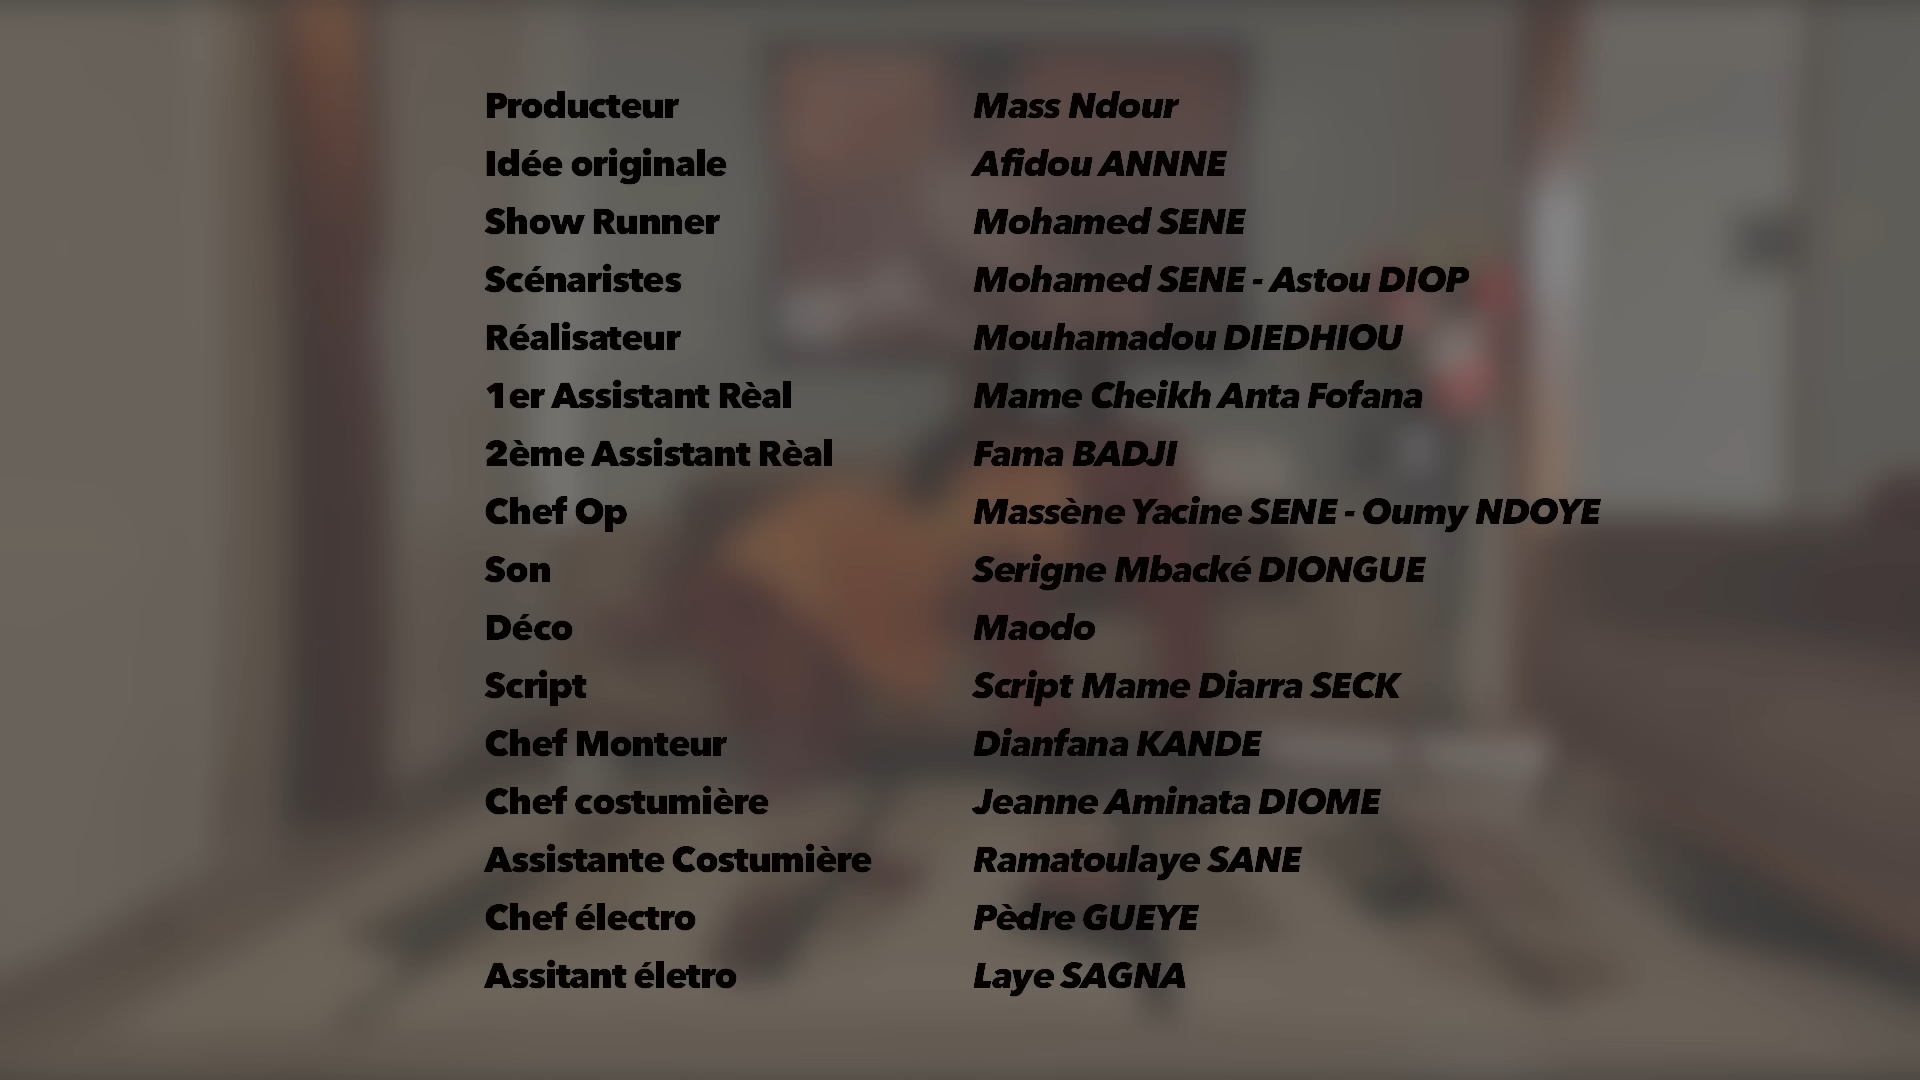 Producteur Mass Ndour
Idée originale Afidou ANNNE
Show Runner Mohamed SENE
Scénaristes Mohamed SENE - Astou DIOP
Réalisateur Mouhamadou DIEDHIOU
1er Assistant Rèal Mame Cheikh Anta Fofana
2ème Assistant Rèal Fama BADJI
Chef Op Massène Yacine SENE - Oumy NDOYE
Son Serigne Mbacké DIONGUE
Déco Maodo
Script Script Mame Diarra SECK
Chef Monteur Dianfana KANDE
Chef costumière Jeanne Aminata DIOME
Assistante Costumière Ramatoulaye SANE
Chef électro Pèdre GUEYE
Assitant életro Laye SAGNA